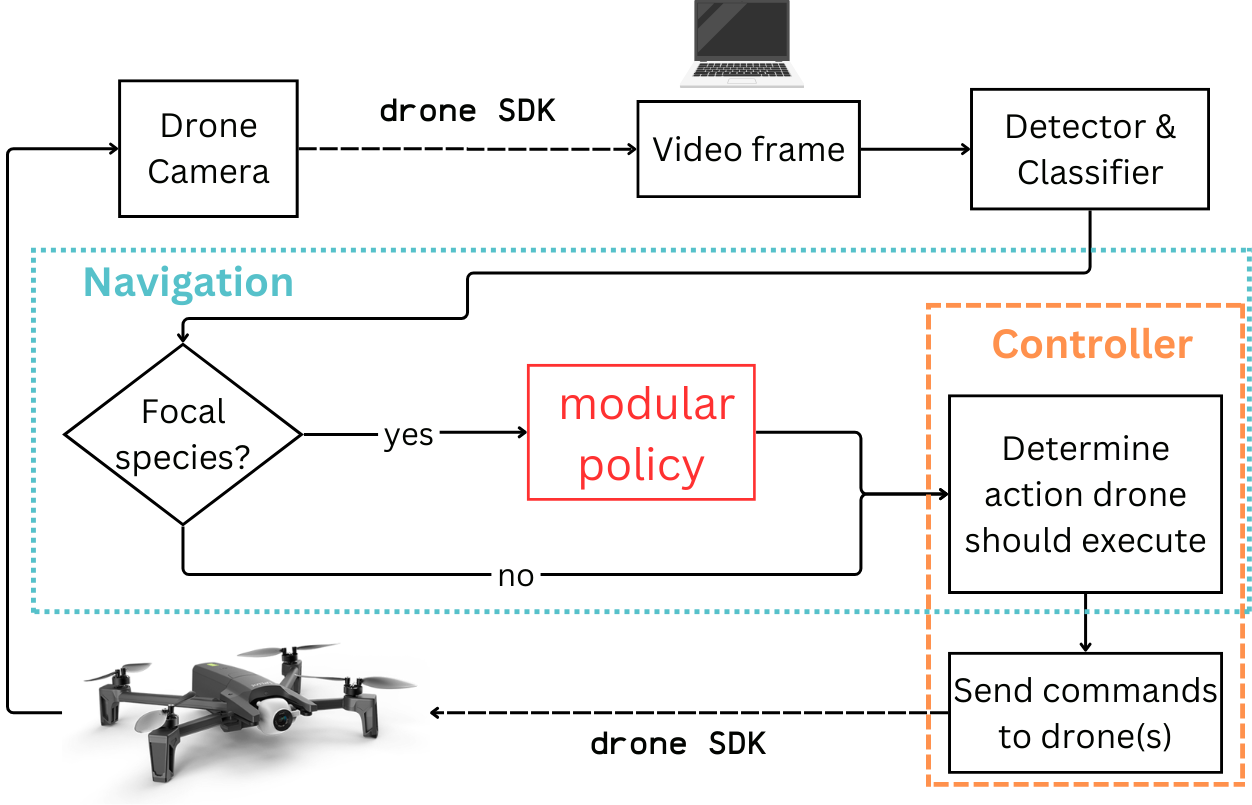 drone SDK
Drone
Camera
Video frame
Detector &
Classifier
Navigation
Controller
Focal
species?
yes
modular
policy
Determine
action drone
should execute
no
Send commands
to drone(s)
drone SDK